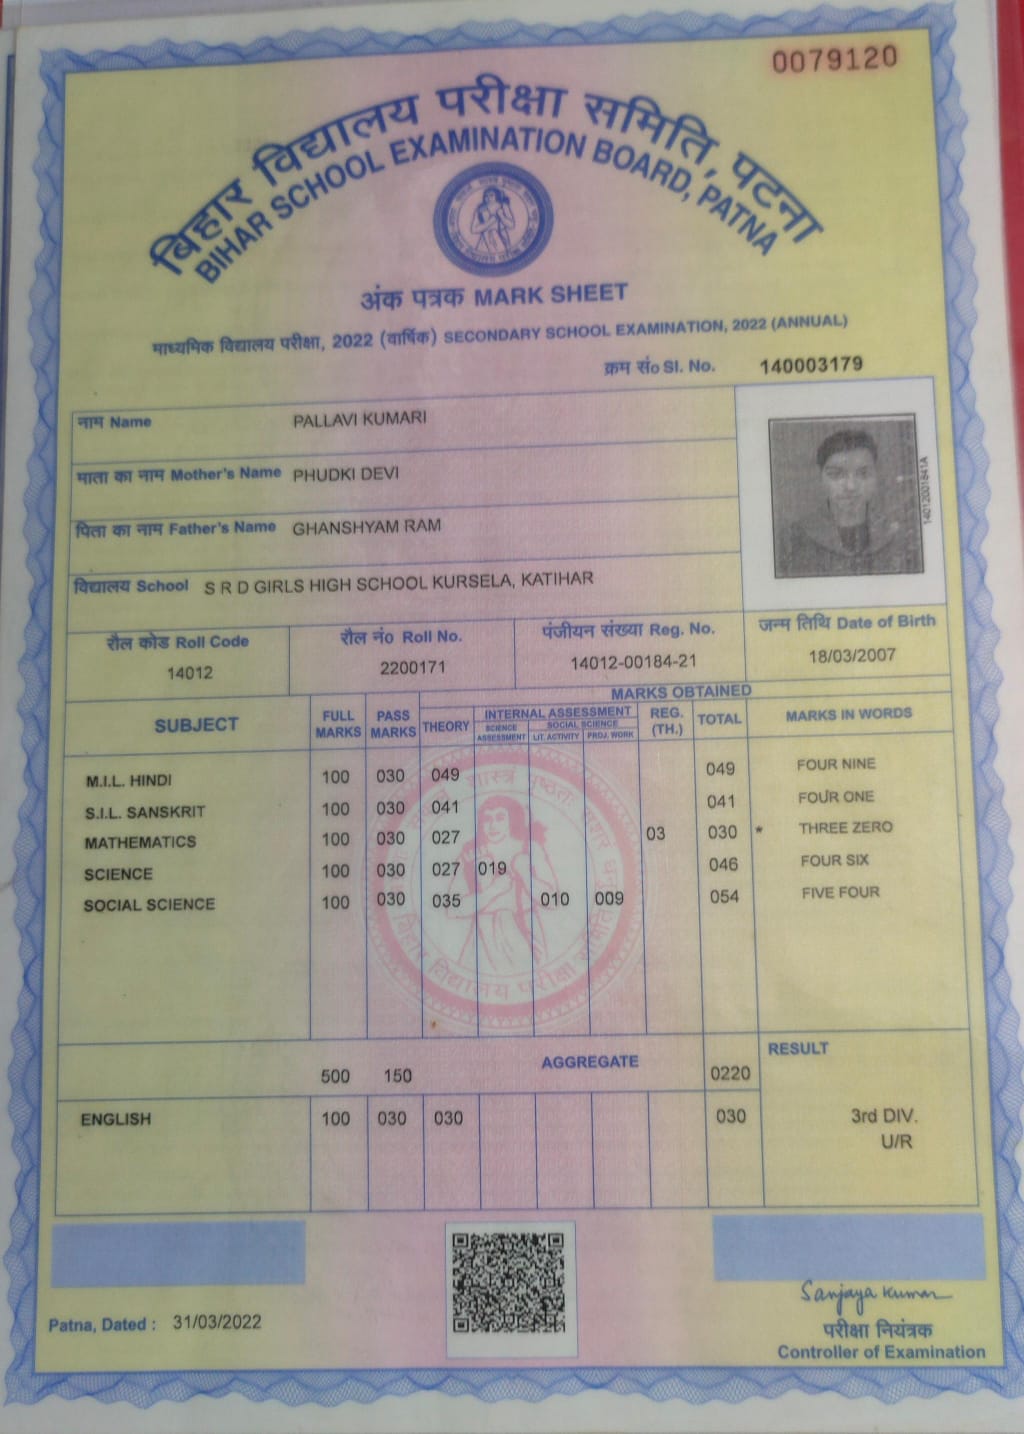 0079120
बिहार विद्यालय परीक्षा समिति, पटना
BIHAR SCHOOL EXAMINATION BOARD, PATNA
अंक पत्रक MARK SHEET
माध्यमिक विद्यालय परीक्षा, 2022 (वार्षिक) SECONDARY SCHOOL EXAMINATION, 2022 (ANNUAL)
क्रम सं० Sl. No. 140003179
नाम Name PALLAVI KUMARI
माता का नाम Mother's Name PHUDKI DEVI
पिता का नाम Father's Name GHANSHYAM RAM
विद्यालय School S R D GIRLS HIGH SCHOOL KURSELA, KATIHAR
14012001841A
रौल कोड Roll Code रौल नं० Roll No. पंजीयन संख्या Reg. No. जन्म तिथि Date of Birth
14012 2200171 14012-00184-21 18/03/2007
MARKS OBTAINED
SUBJECT FULL MARKS PASS MARKS THEORY INTERNAL ASSESSMENT REG. (TH.) TOTAL MARKS IN WORDS
SCIENCE ASSESSMENT SOCIAL SCIENCE LIT. ACTIVITY PROJ. WORK
M.I.L. HINDI 100 030 049 049 FOUR NINE
S.I.L. SANSKRIT 100 030 041 041 FOUR ONE
MATHEMATICS 100 030 027 03 030 * THREE ZERO
SCIENCE 100 030 027 019 046 FOUR SIX
SOCIAL SCIENCE 100 030 035 010 009 054 FIVE FOUR
बिहार विद्यालय परीक्षा समिति
AGGREGATE RESULT
500 150 0220
ENGLISH 100 030 030 030 3rd DIV.
U/R
Patna, Dated : 31/03/2022
Sanjaya Kumar
परीक्षा नियंत्रक
Controller of Examination